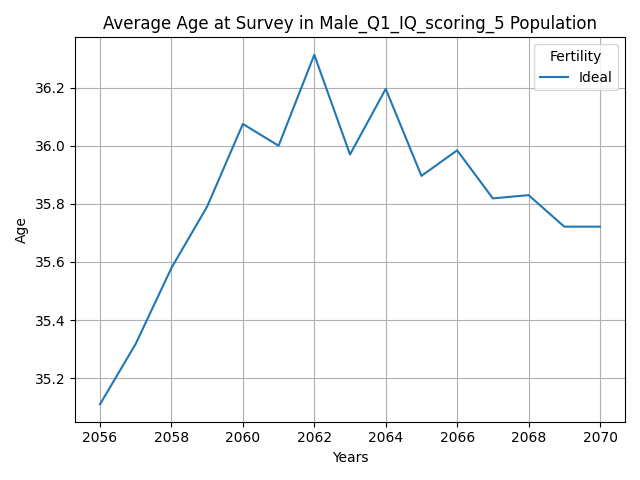 Average Age at Survey in Male_Q1_IQ_scoring_5 Population
Fertility
Ideal
Age
36.2
36.0
35.8
35.6
35.4
35.2
2056 2058 2060 2062 2064 2066 2068 2070
Years